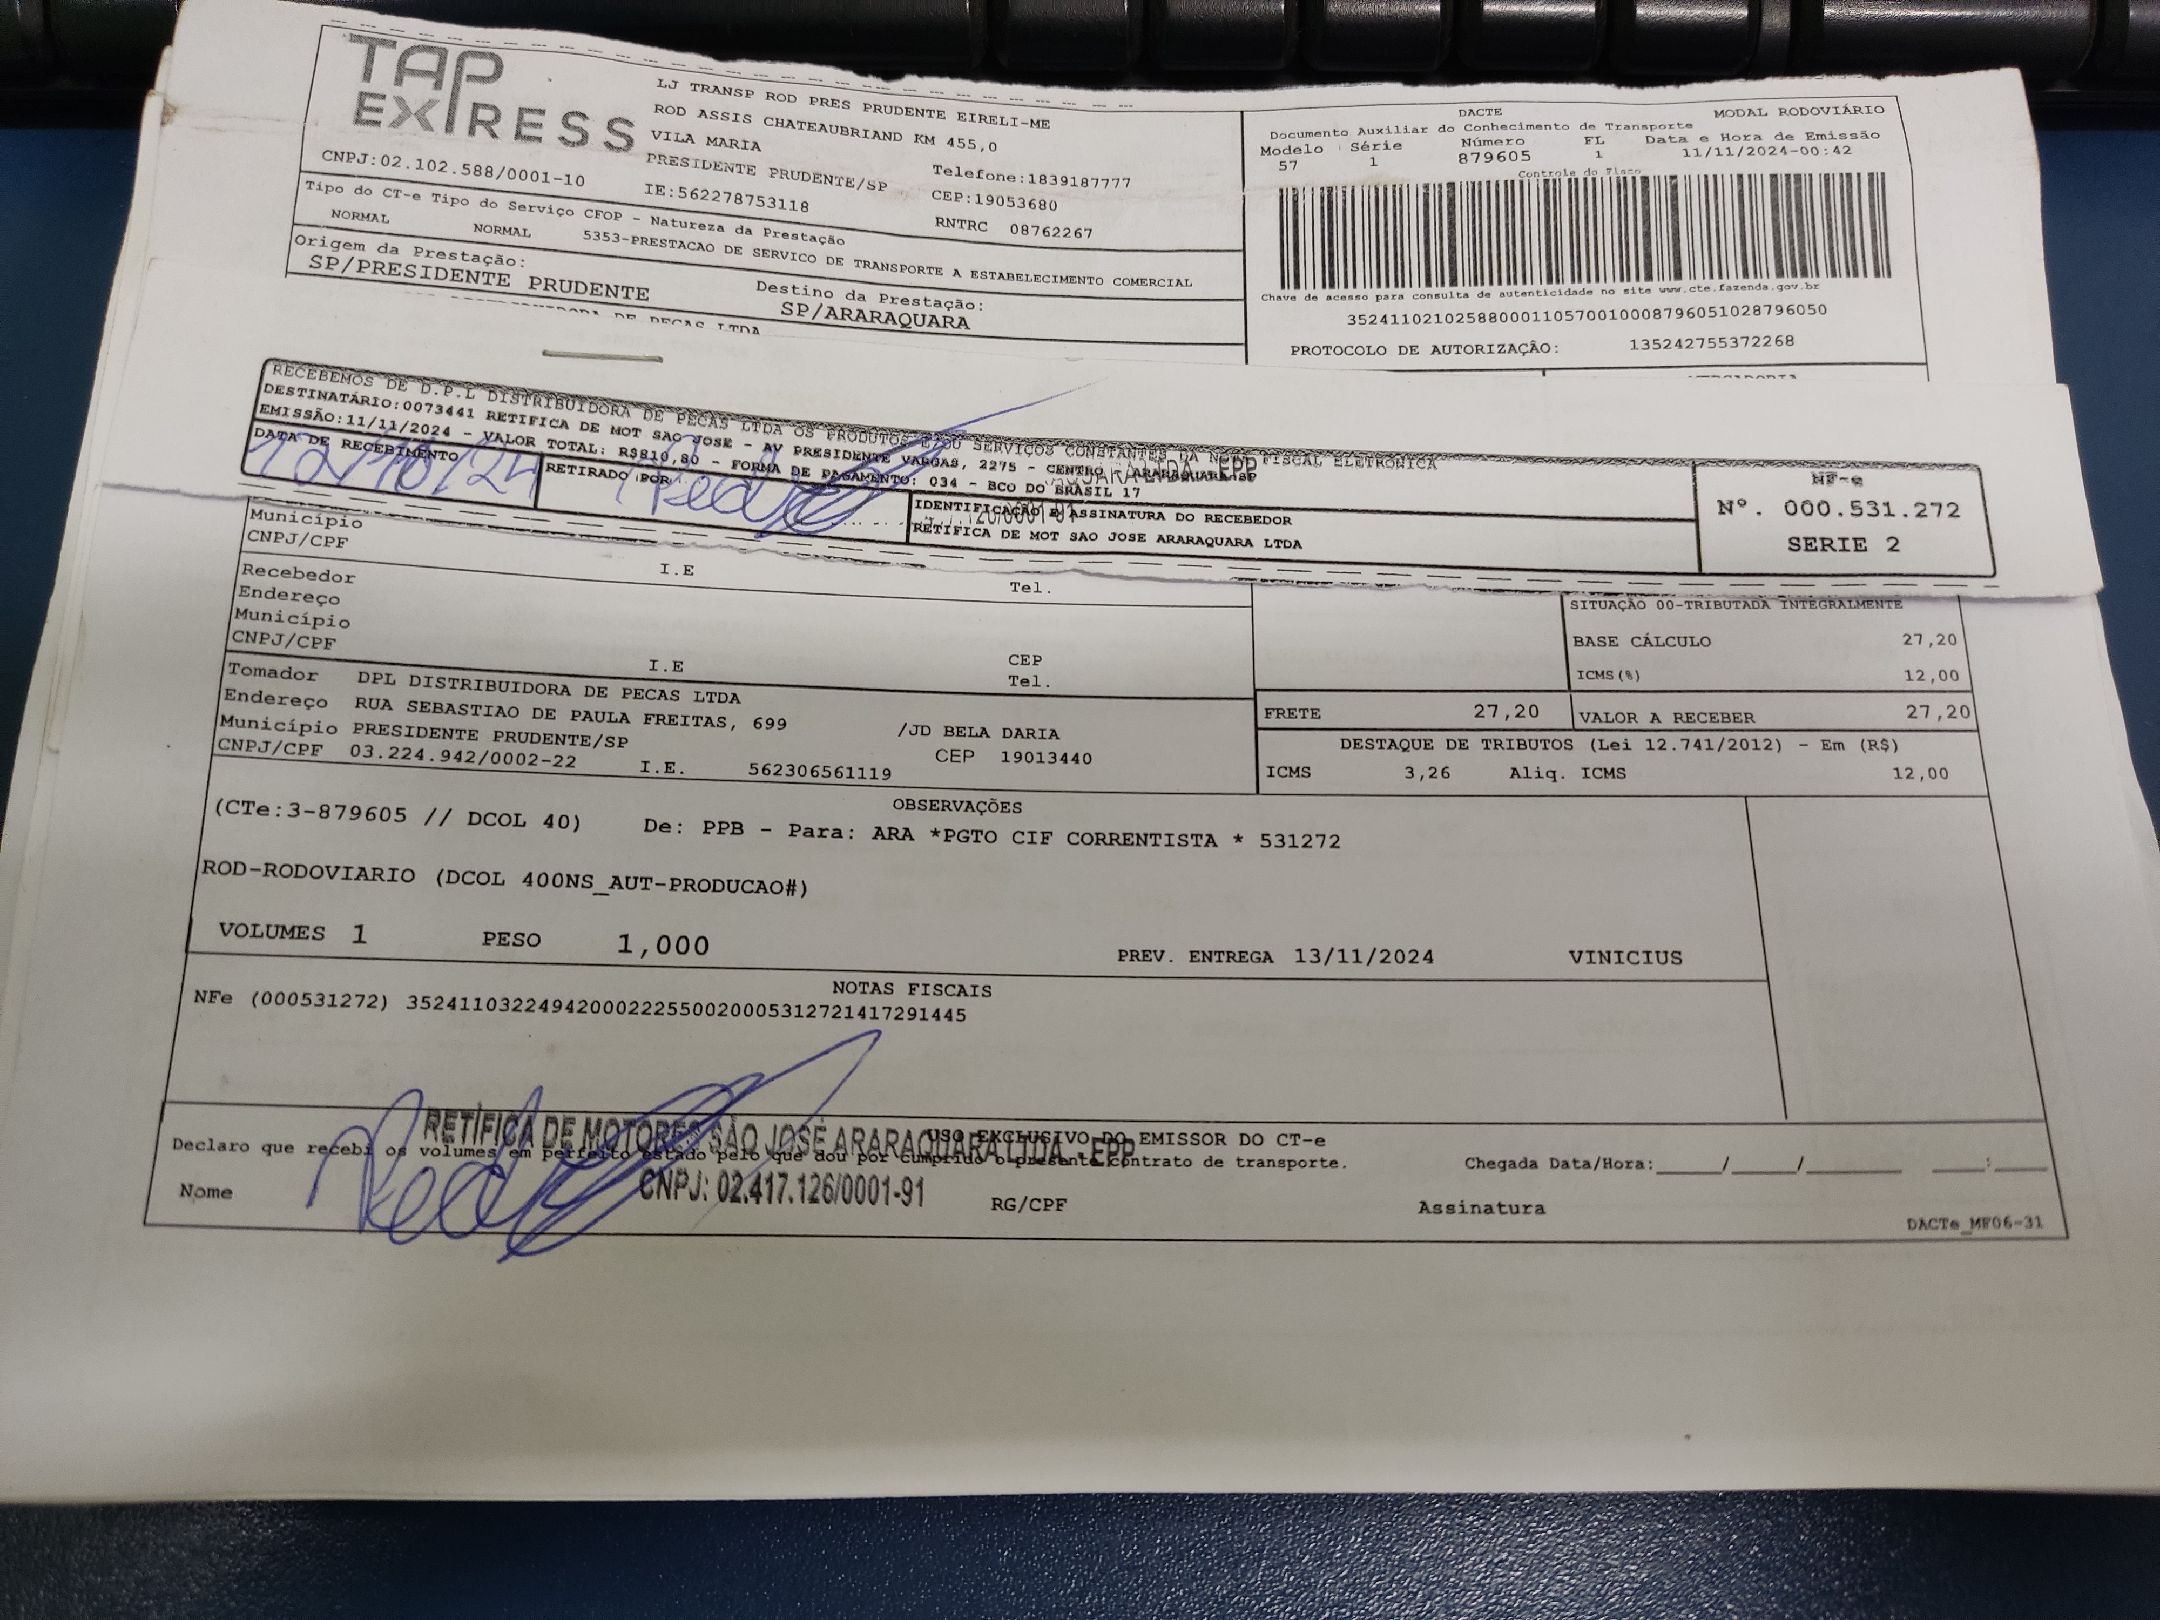 TAP EXPRESS
LJ TRANSP ROD PRES PRUDENTE EIRELI-ME
ROD ASSIS CHATEAUBRIAND KM 455,0
VILA MARIA
PRESIDENTE PRUDENTE/SP Telefone:1839187777
CNPJ:02.102.588/0001-10 IE:562278753118 CEP:19053680
RNTRC 08762267
Tipo do CT-e Tipo do Serviço CFOP - Natureza da Prestação
NORMAL NORMAL 5353-PRESTACAO DE SERVICO DE TRANSPORTE A ESTABELECIMENTO COMERCIAL
Origem da Prestação: Destino da Prestação:
SP/PRESIDENTE PRUDENTE SP/ARARAQUARA
DE PECAS LTDA
DACTE MODAL RODOVIÁRIO
Documento Auxiliar do Conhecimento de Transporte
Modelo Série Número FL Data e Hora de Emissão
57 1 879605 1 11/11/2024-00:42
Controle do Fisco
Chave de acesso para consulta de autenticidade no site www.cte.fazenda.gov.br
35241102102588000110570010008796051028796050
PROTOCOLO DE AUTORIZAÇÃO: 135242755372268
RECEBEMOS DE D.P.L DISTRIBUIDORA DE PECAS LTDA OS PRODUTOS E/OU SERVIÇOS CONSTANTES DA NOTA FISCAL ELETRONICA
DESTINATÁRIO:0073441 RETIFICA DE MOT SAO JOSE - AV PRESIDENTE VARGAS, 2275 - CENTRO - ARARAQUARA/SP
EMISSÃO:11/11/2024 - VALOR TOTAL: R$810,80 - FORMA DE PAGAMENTO: 034 - BCO DO BRASIL 17
DATA DE RECEBIMENTO RETIRADO POR IDENTIFICAÇÃO E ASSINATURA DO RECEBEDOR
12/10/24 RETIFICA DE MOT SAO JOSE ARARAQUARA LTDA
NF-e
Nº. 000.531.272
SERIE 2
Município
CNPJ/CPF I.E Tel.
Recebedor
Endereço
Município CEP
CNPJ/CPF I.E Tel.
Tomador DPL DISTRIBUIDORA DE PECAS LTDA
Endereço RUA SEBASTIAO DE PAULA FREITAS, 699 /JD BELA DARIA
Município PRESIDENTE PRUDENTE/SP CEP 19013440
CNPJ/CPF 03.224.942/0002-22 I.E. 562306561119
SITUAÇÃO 00-TRIBUTADA INTEGRALMENTE
BASE CÁLCULO 27,20
ICMS(%) 12,00
FRETE 27,20 VALOR A RECEBER 27,20
DESTAQUE DE TRIBUTOS (Lei 12.741/2012) - Em (R$)
ICMS 3,26 Aliq. ICMS 12,00
OBSERVAÇÕES
(CTe:3-879605 // DCOL 40) De: PPB - Para: ARA *PGTO CIF CORRENTISTA * 531272
ROD-RODOVIARIO (DCOL 400NS_AUT-PRODUCAO#)
VOLUMES 1 PESO 1,000 PREV. ENTREGA 13/11/2024 VINICIUS
NOTAS FISCAIS
NFe (000531272) 35241103224942000222550020005312721417291445
USO EXCLUSIVO DO EMISSOR DO CT-e
RETÍFICA DE MOTORES SÃO JOSÉ ARARAQUARA LTDA - EPP
Declaro que recebi os volumes em perfeito estado pelo que dou por cumprido o presente contrato de transporte. Chegada Data/Hora:_____/_____/________ ____:____
CNPJ: 02.417.126/0001-91
Nome RG/CPF Assinatura
DACTe_MF06-31